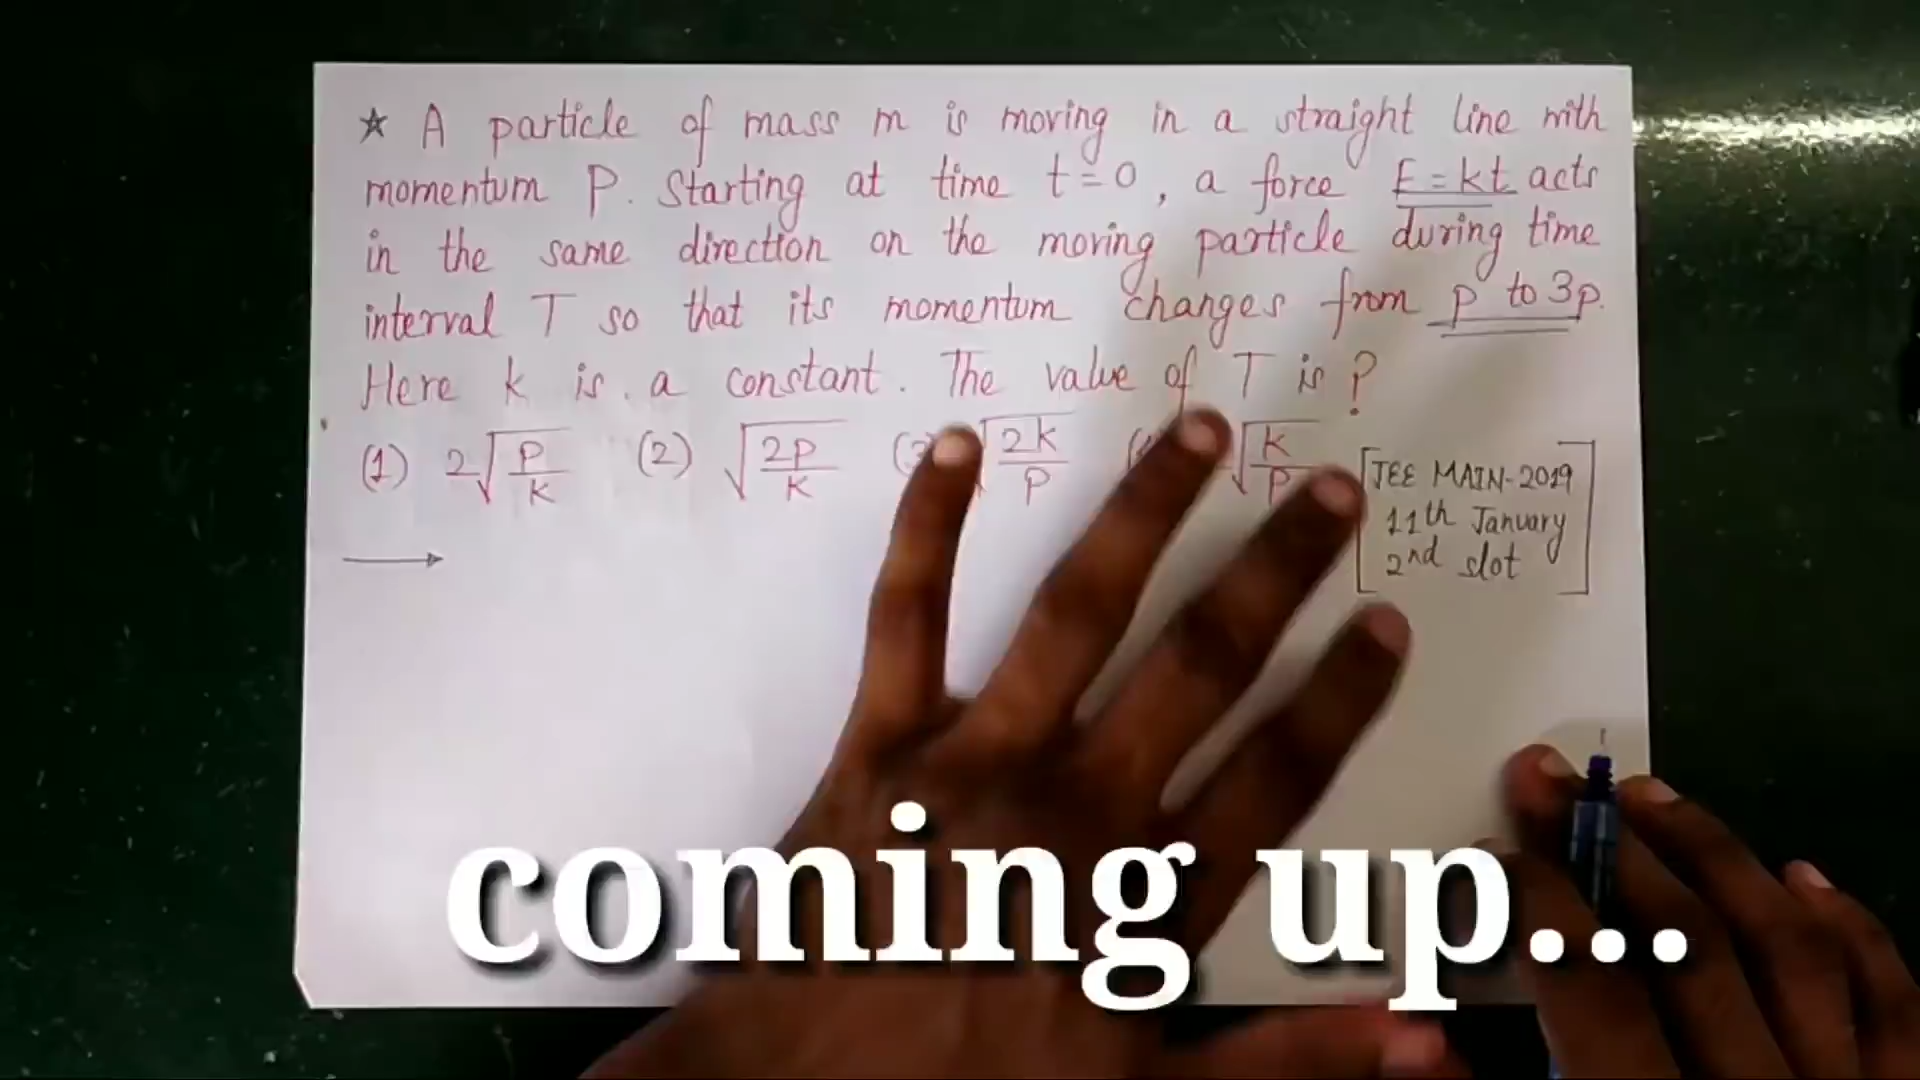 ☆ A particle of mass m is moving in a straight line with
momentum P. Starting at time t=0, a force F=kt acts
in the same direction on the moving particle during time
interval T so that its momentum changes from p to 3p.
Here k is a constant. The value of T is?
(1) 2√(p/k) (2) √(2p/k) (3) √(2k/p) √(k/p)
[JEE MAIN-2019
11th January
2nd slot]
coming up...